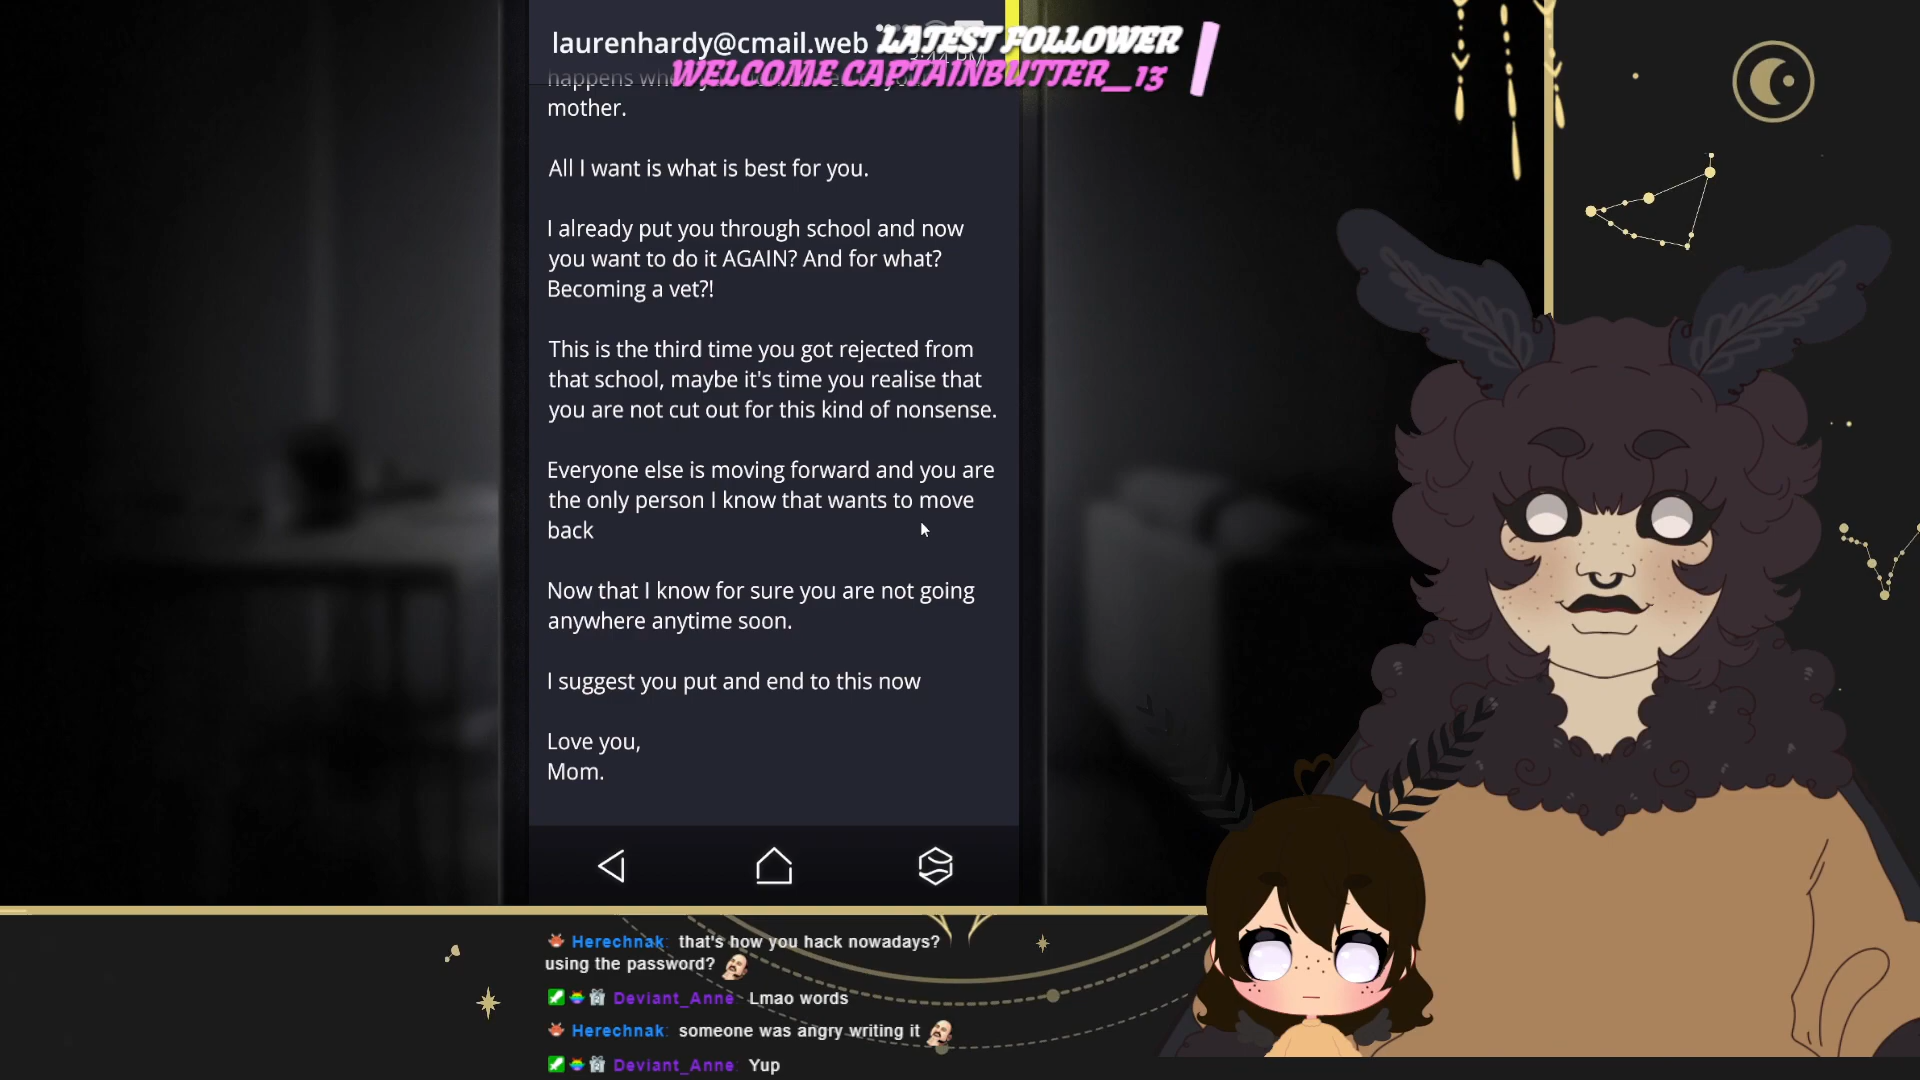 laurenhardy@cmail.web
LATEST FOLLOWER
WELCOME CAPTAINBUTTER_13
happens
mother.
All I want is what is best for you.
I already put you through school and now
you want to do it AGAIN? And for what?
Becoming a vet?!
This is the third time you got rejected from
that school, maybe it's time you realise that
you are not cut out for this kind of nonsense.
Everyone else is moving forward and you are
the only person I know that wants to move
back
Now that I know for sure you are not going
anywhere anytime soon.
I suggest you put and end to this now
Love you,
Mom.
Herechnak: that's how you hack nowadays?
using the password?
Deviant_Anne: Lmao words
Herechnak: someone was angry writing it
Deviant_Anne: Yup